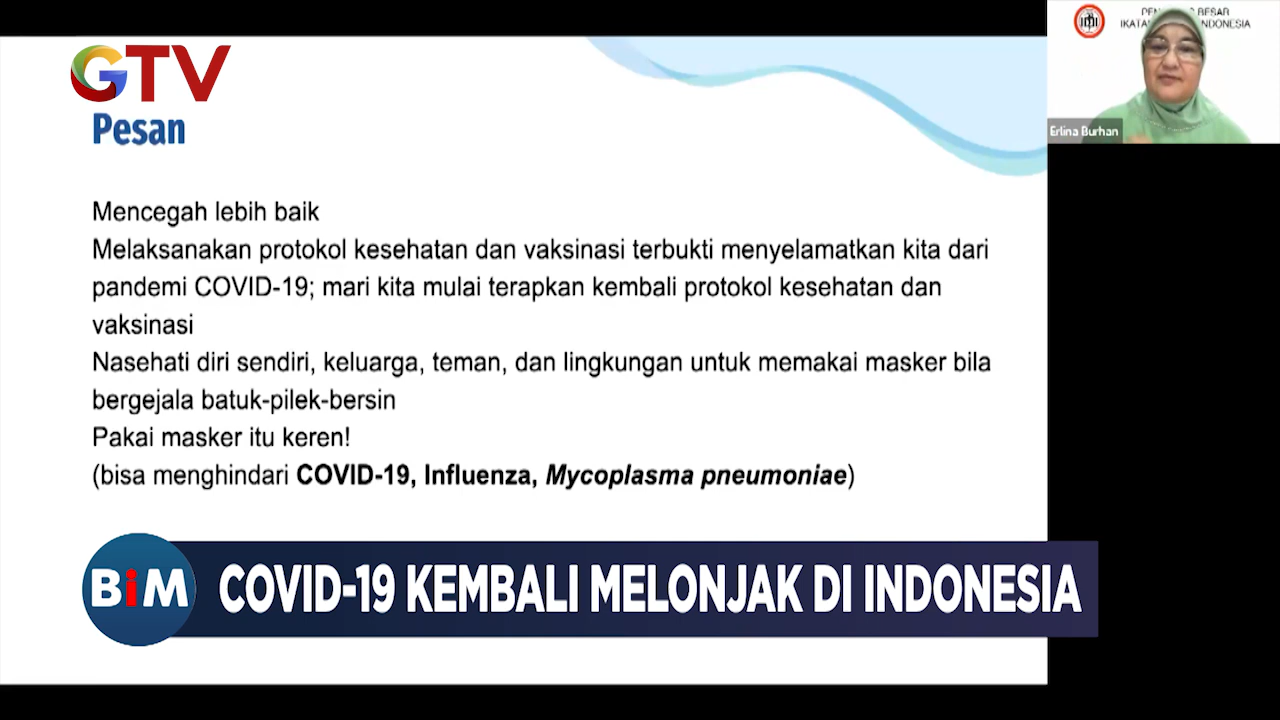 GTV
Pesan
Mencegah lebih baik
Melaksanakan protokol kesehatan dan vaksinasi terbukti menyelamatkan kita dari
pandemi COVID-19; mari kita mulai terapkan kembali protokol kesehatan dan
vaksinasi
Nasehati diri sendiri, keluarga, teman, dan lingkungan untuk memakai masker bila
bergejala batuk-pilek-bersin
Pakai masker itu keren!
(bisa menghindari COVID-19, Influenza, Mycoplasma pneumoniae)
BESAR
INDONESIA
Erlina Burhan
BiM
COVID-19 KEMBALI MELONJAK DI INDONESIA